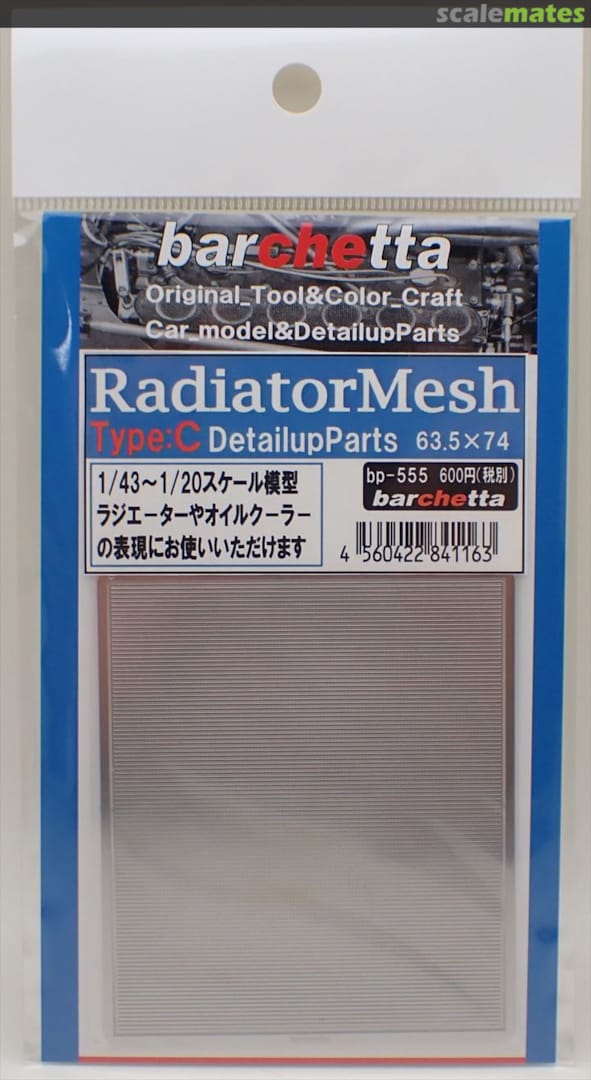 scalemates
barchetta
Original_Tool&Color_Craft
Car_model&DetailupParts
RadiatorMesh
Type:C DetailupParts 63.5×74
1/43～1/20スケール模型
ラジエーターやオイルクーラー
の表現にお使いいただけます
bp-555 600円(税別)
barchetta
4 560422 841163